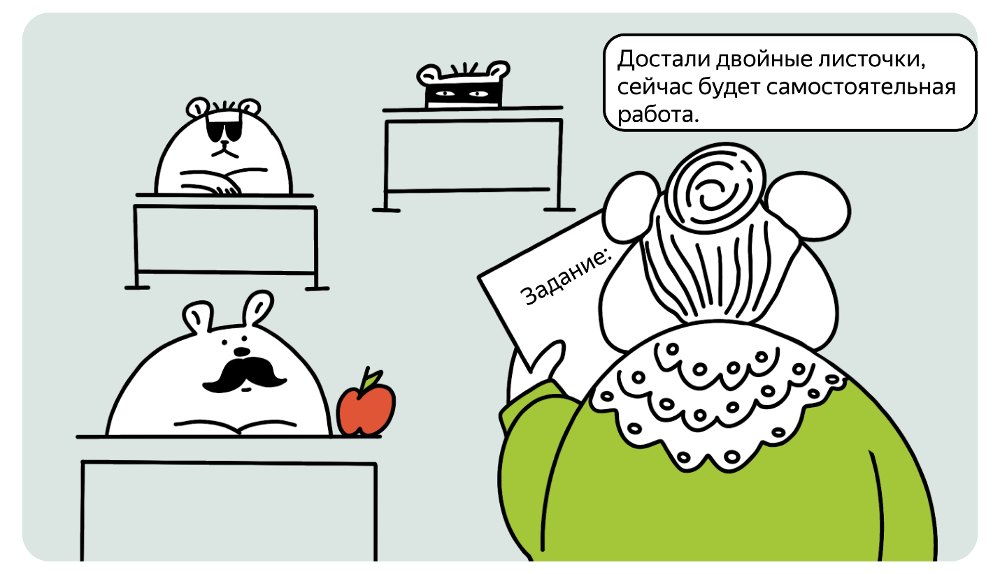 Достали двойные листочки,
сейчас будет самостоятельная
работа.
Задание: